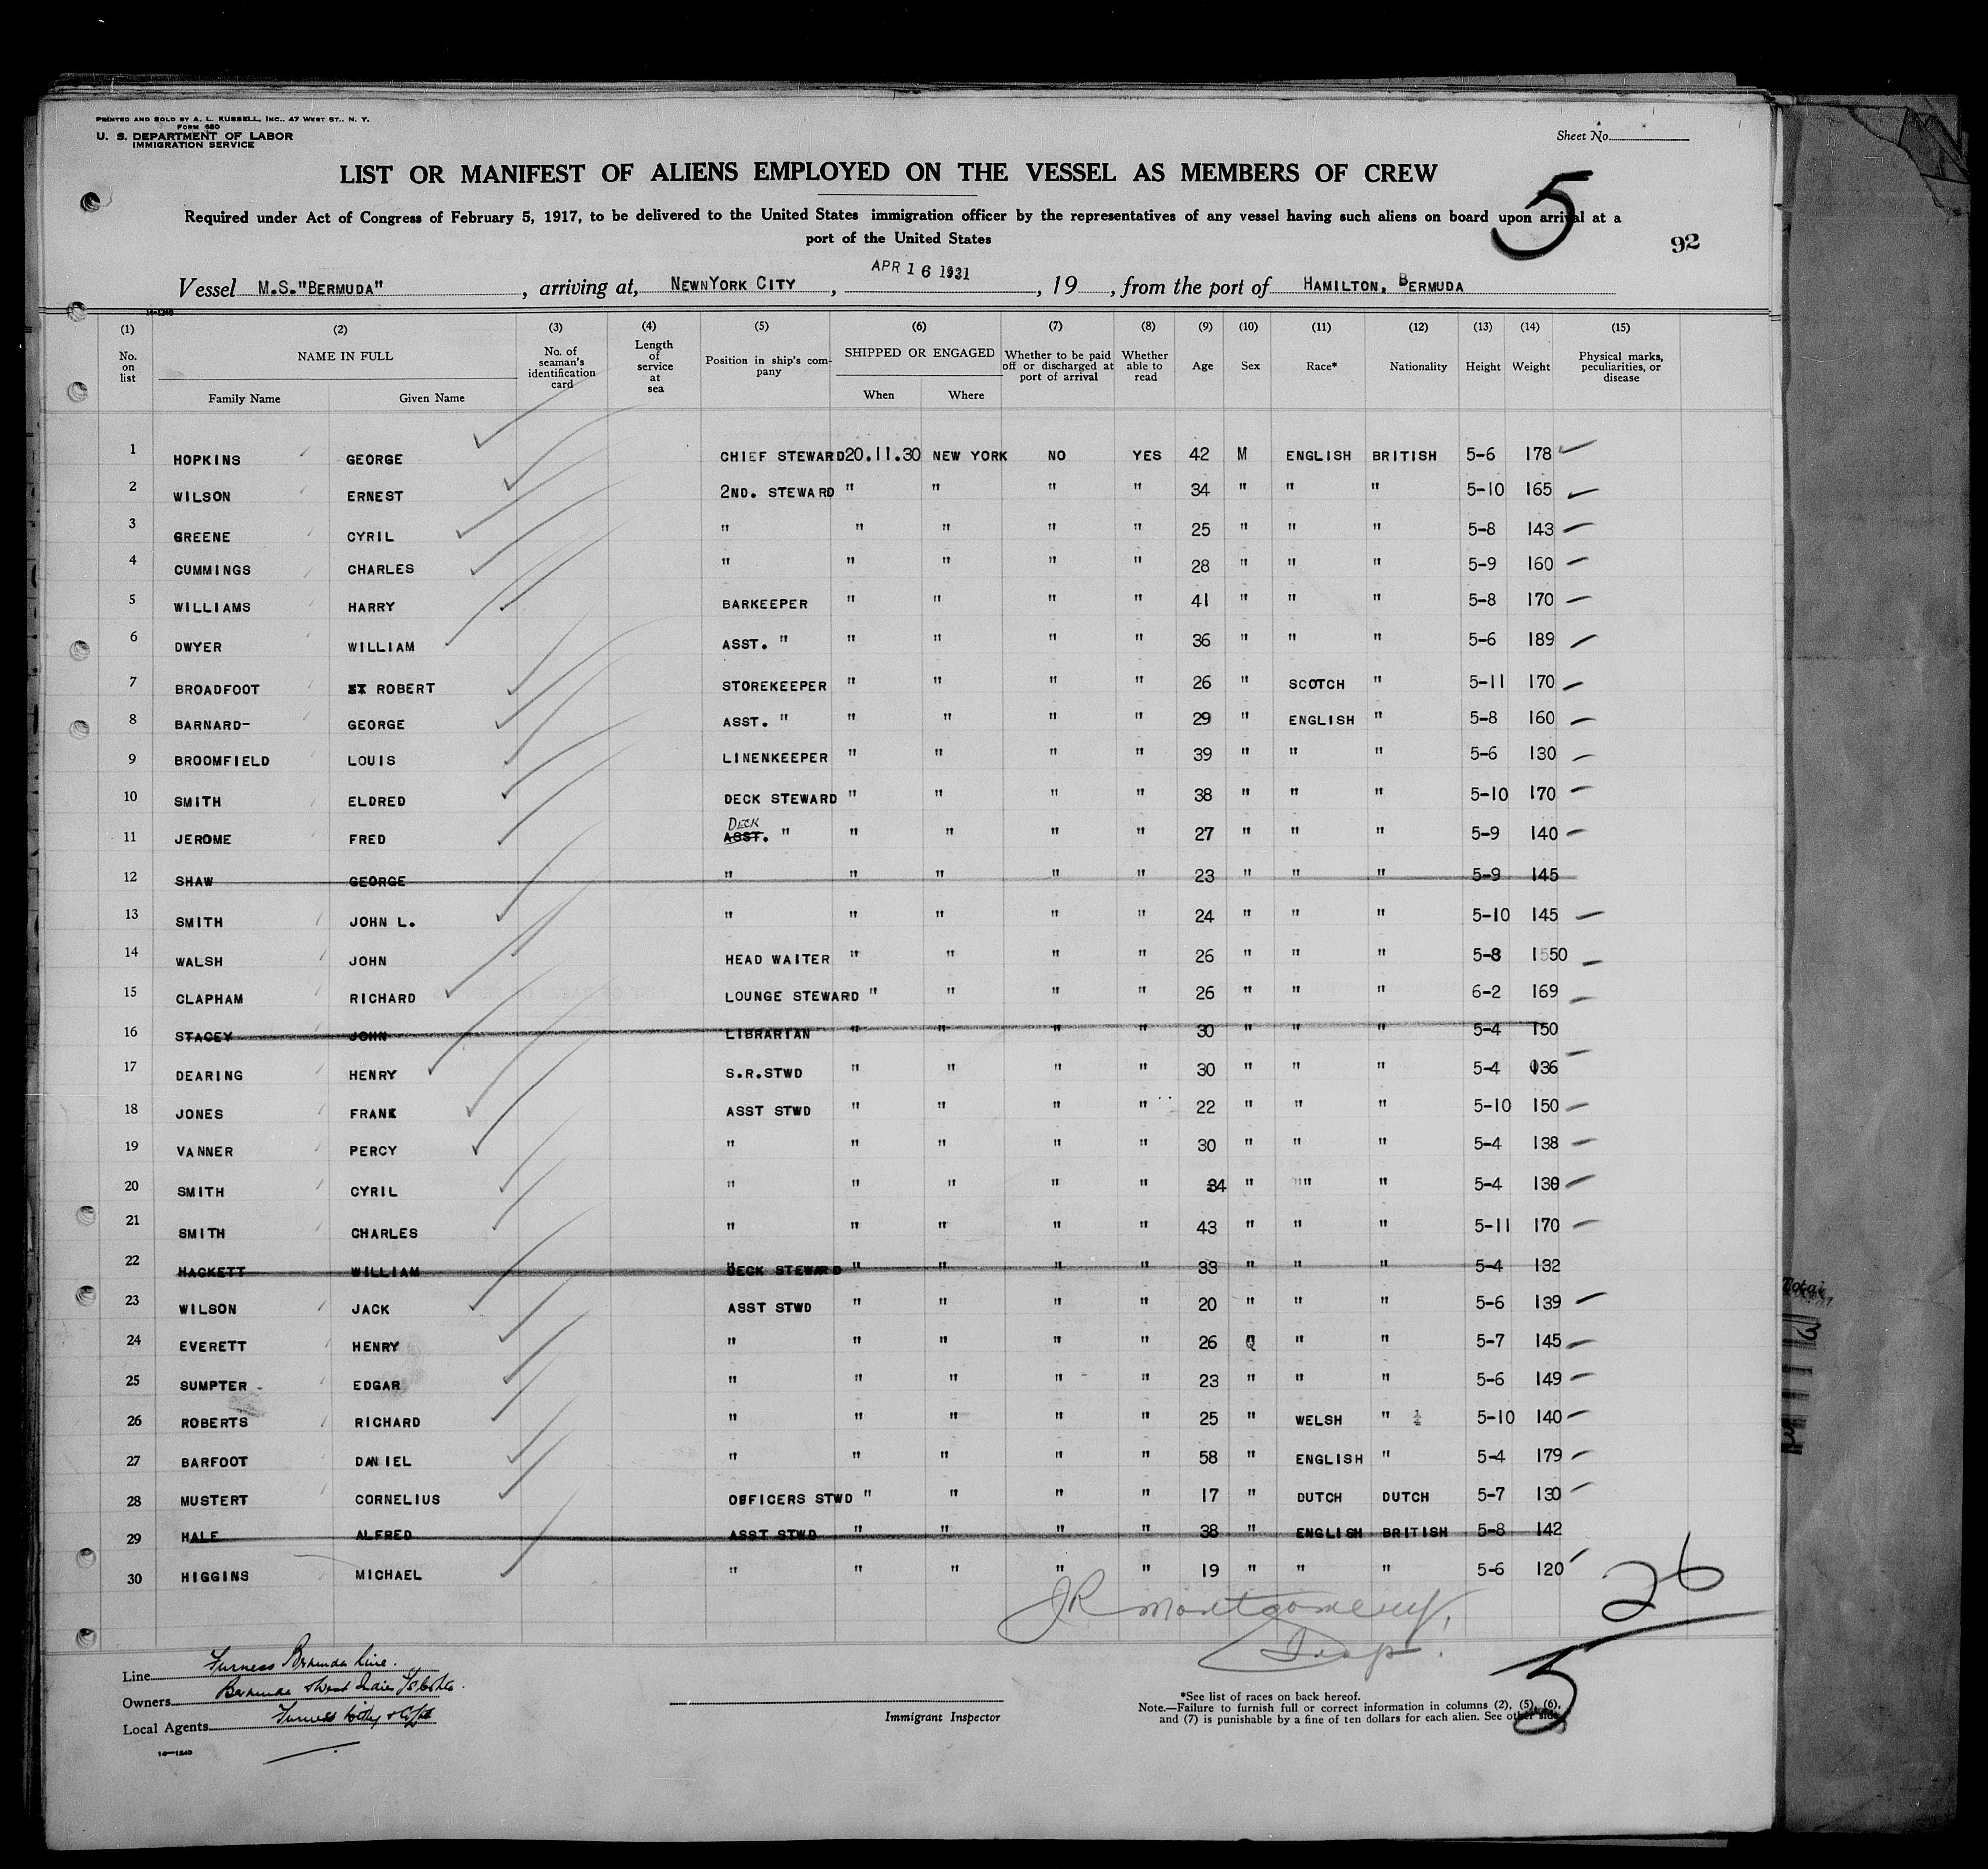 PRINTED AND SOLD BY A. L. RUSSELL, INC., 47 WEST ST., N. Y.
FORM 680
U. S. DEPARTMENT OF LABOR
IMMIGRATION SERVICE
Sheet No.
LIST OR MANIFEST OF ALIENS EMPLOYED ON THE VESSEL AS MEMBERS OF CREW
5
Required under Act of Congress of February 5, 1917, to be delivered to the United States immigration officer by the representatives of any vessel having such aliens on board upon arrival at a
port of the United States
92
Vessel M.S."BERMUDA", arriving at, NEWNYORK CITY, APR 16 1931, 19 , from the port of HAMILTON, BERMUDA
14-1240
(1) (2) (3) (4) (5) (6) (7) (8) (9) (10) (11) (12) (13) (14) (15)
No. on list
NAME IN FULL
Family Name Given Name
No. of seaman's identification card
Length of service at sea
Position in ship's company
SHIPPED OR ENGAGED
When Where
Whether to be paid off or discharged at port of arrival
Whether able to read
Age Sex Race* Nationality Height Weight
Physical marks, peculiarities, or disease
1 HOPKINS GEORGE CHIEF STEWARD 20.11.30 NEW YORK NO YES 42 M ENGLISH BRITISH 5-6 178
2 WILSON ERNEST 2ND. STEWARD " " " " 34 " " " 5-10 165
3 GREENE CYRIL " " " " " 25 " " " 5-8 143
4 CUMMINGS CHARLES " " " " " 28 " " " 5-9 160
5 WILLIAMS HARRY BARKEEPER " " " " 41 " " " 5-8 170
6 DWYER WILLIAM ASST. " " " " " 36 " " " 5-6 189
7 BROADFOOT ROBERT STOREKEEPER " " " " 26 " SCOTCH " 5-11 170
8 BARNARD- GEORGE ASST. " " " " " 29 " ENGLISH " 5-8 160
9 BROOMFIELD LOUIS LINENKEEPER " " " " 39 " " " 5-6 130
10 SMITH ELDRED DECK STEWARD " " " " 38 " " " 5-10 170
11 JEROME FRED DECK ASST. " " " " " 27 " " " 5-9 140
12 SHAW GEORGE " " " " " 23 " " " 5-9 145
13 SMITH JOHN L. " " " " " 24 " " " 5-10 145
14 WALSH JOHN HEAD WAITER " " " " 26 " " " 5-8 1550
15 CLAPHAM RICHARD LOUNGE STEWARD " " " " 26 " " " 6-2 169
16 STACEY JOHN LIBRARIAN " " " " 30 " " " 5-4 150
17 DEARING HENRY S.R.STWD " " " " 30 " " " 5-4 136
18 JONES FRANK ASST STWD " " " " 22 " " " 5-10 150
19 VANNER PERCY " " " " " 30 " " " 5-4 138
20 SMITH CYRIL " " " " " 34 " "" " 5-4 130
21 SMITH CHARLES " " " " " 43 " " " 5-11 170
22 HACKETT WILLIAM DECK STEWARD " " " " 33 " " " 5-4 132
23 WILSON JACK ASST STWD " " " " 20 " " " 5-6 139
24 EVERETT HENRY " " " " " 26 " " " 5-7 145
25 SUMPTER EDGAR " " " " " 23 " " " 5-6 149
26 ROBERTS RICHARD " " " " " 25 " WELSH " 5-10 140
27 BARFOOT DANIEL " " " " " 58 " ENGLISH " 5-4 179
28 MUSTERT CORNELIUS OFFICERS STWD " " " " 17 " DUTCH DUTCH 5-7 130
29 HALE ALFRED ASST STWD " " " " 38 " ENGLISH BRITISH 5-8 142
30 HIGGINS MICHAEL " " " " " 19 " " " 5-6 120
26
JR Montgomery
Insp.
Line Furness Bermuda Line.
Owners Bermuda & West Indies
Local Agents Furness Withy & Co
5
Immigrant Inspector
*See list of races on back hereof.
Note.—Failure to furnish full or correct information in columns (2), (5), (6),
and (7) is punishable by a fine of ten dollars for each alien. See other side.
14—1240
Total